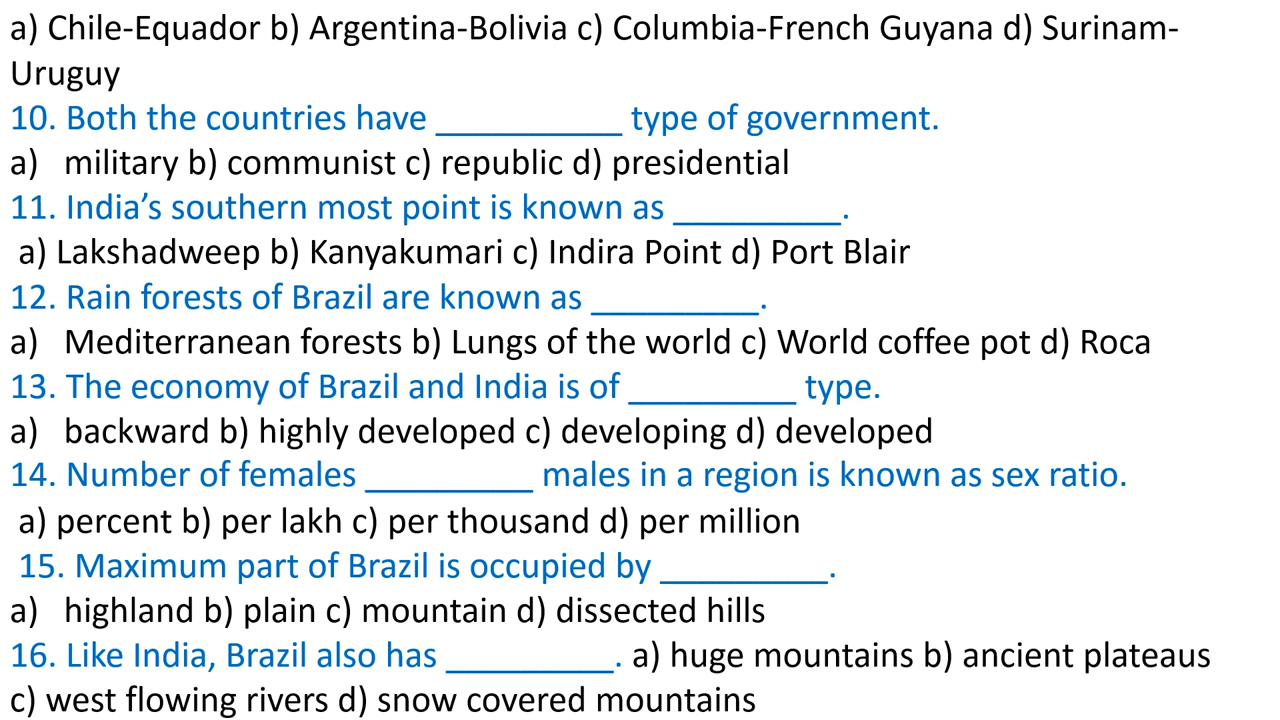 a) Chile-Equador b) Argentina-Bolivia c) Columbia-French Guyana d) Surinam-
Uruguy
10. Both the countries have __________ type of government.
a) military b) communist c) republic d) presidential
11. India’s southern most point is known as _________.
a) Lakshadweep b) Kanyakumari c) Indira Point d) Port Blair
12. Rain forests of Brazil are known as _________.
a) Mediterranean forests b) Lungs of the world c) World coffee pot d) Roca
13. The economy of Brazil and India is of _________ type.
a) backward b) highly developed c) developing d) developed
14. Number of females _________ males in a region is known as sex ratio.
a) percent b) per lakh c) per thousand d) per million
15. Maximum part of Brazil is occupied by _________.
a) highland b) plain c) mountain d) dissected hills
16. Like India, Brazil also has _________. a) huge mountains b) ancient plateaus
c) west flowing rivers d) snow covered mountains